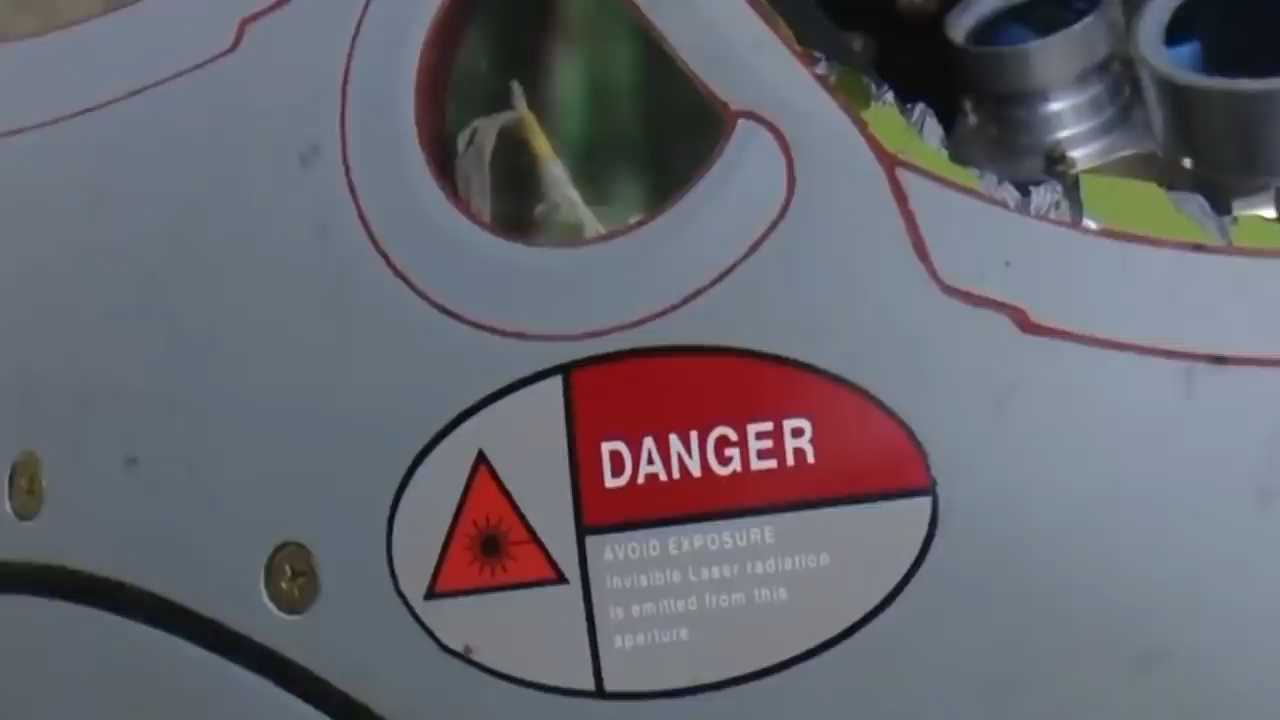 DANGER
AVOID EXPOSURE
Invisible Laser radiation
is emitted from this
aperture